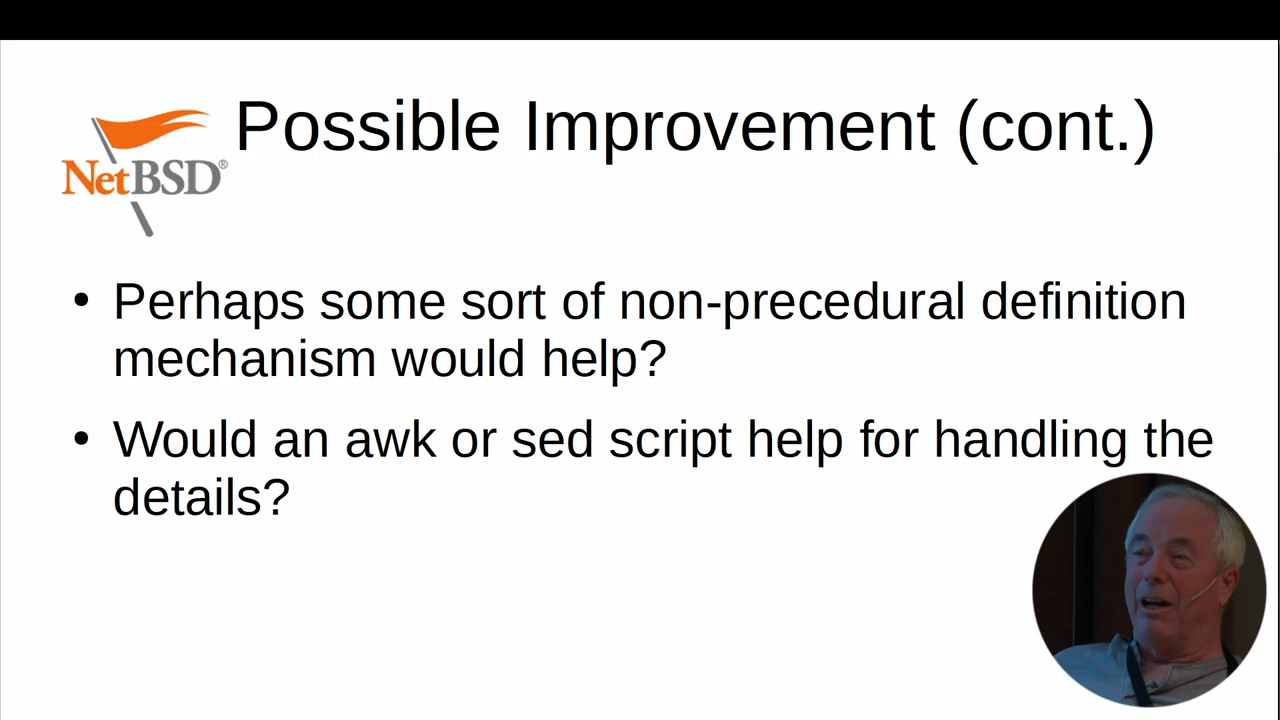 Possible Improvement (cont.)
NetBSD®
• Perhaps some sort of non-precedural definition
mechanism would help?
• Would an awk or sed script help for handling the
details?